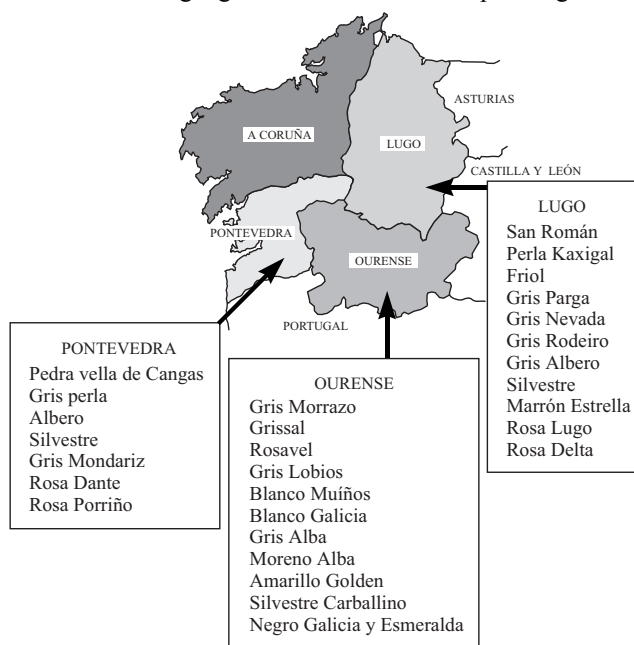 A CORUÑA
LUGO
ASTURIAS
CASTILLA Y LEÓN
PONTEVEDRA
OURENSE
PORTUGAL
LUGO
San Román
Perla Kaxigal
Friol
Gris Parga
Gris Nevada
Gris Rodeiro
Gris Albero
Silvestre
Marrón Estrella
Rosa Lugo
Rosa Delta
PONTEVEDRA
Pedra vella de Cangas
Gris perla
Albero
Silvestre
Gris Mondariz
Rosa Dante
Rosa Porriño
OURENSE
Gris Morrazo
Grissal
Rosavel
Gris Lobios
Blanco Muíños
Blanco Galicia
Gris Alba
Moreno Alba
Amarillo Golden
Silvestre Carballino
Negro Galicia y Esmeralda